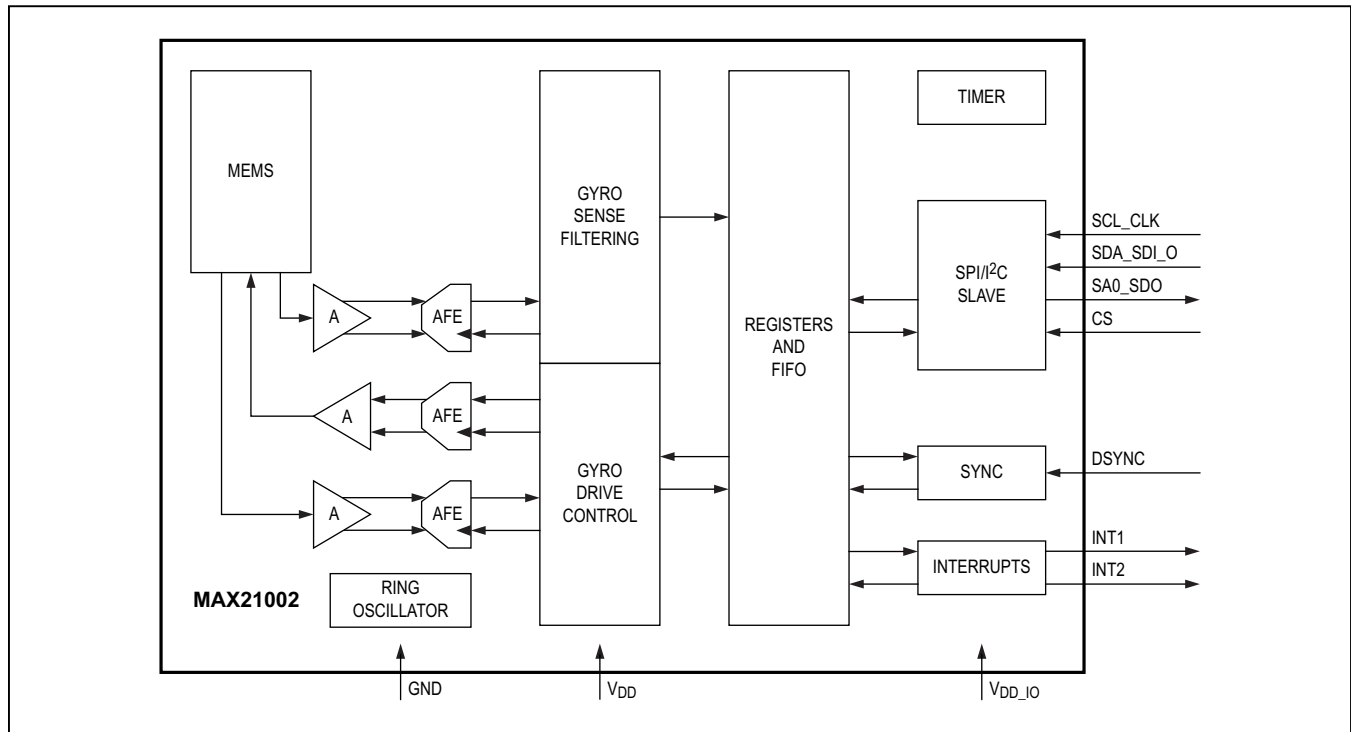 MEMS
A
AFE
A
AFE
A
AFE
RING
OSCILLATOR
MAX21002
GYRO
SENSE
FILTERING
GYRO
DRIVE
CONTROL
REGISTERS
AND
FIFO
TIMER
SPI/I²C
SLAVE
SYNC
INTERRUPTS
SCL_CLK
SDA_SDI_O
SA0_SDO
CS
DSYNC
INT1
INT2
GND
VDD
VDD_IO